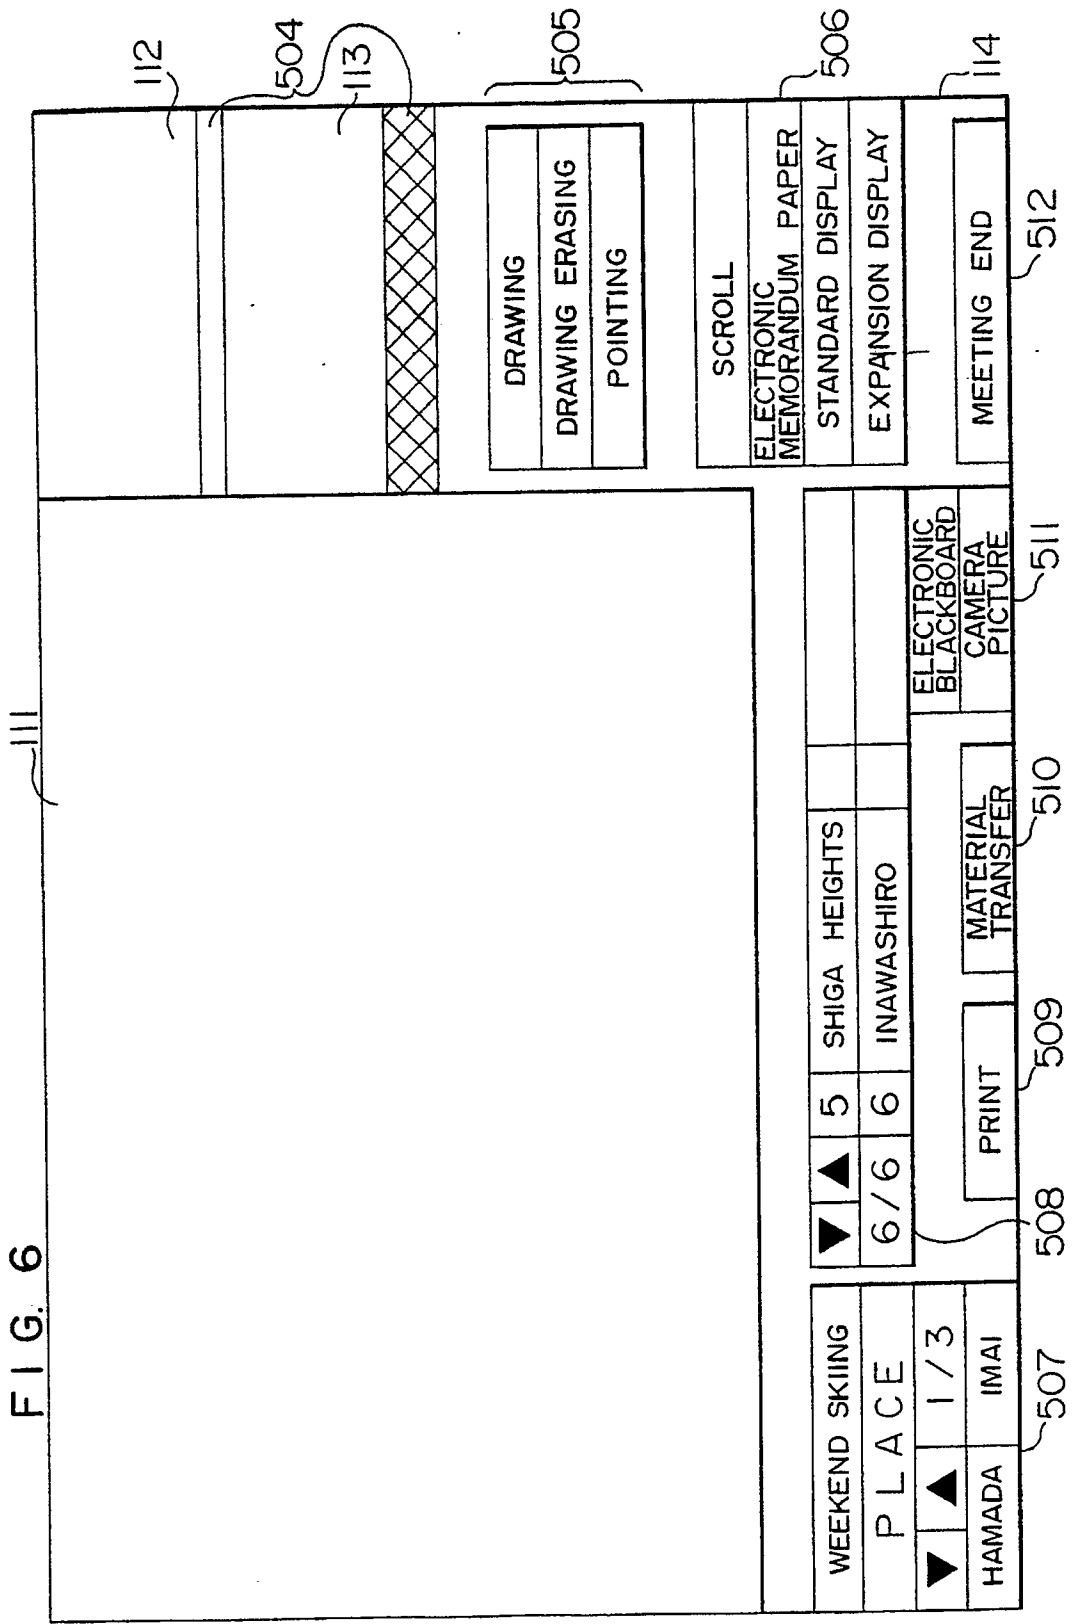 FIG. 6
111
112
504
113
505
DRAWING
DRAWING ERASING
POINTING
506
SCROLL
ELECTRONIC
MEMORANDUM PAPER
STANDARD DISPLAY
EXPANSION DISPLAY
114
WEEKEND SKIING
PLACE
1/3
HAMADA IMAI
507
5 SHIGA HEIGHTS
6/6 6 INAWASHIRO
508
PRINT
509
MATERIAL
TRANSFER
510
ELECTRONIC
BLACKBOARD
CAMERA
PICTURE
511
MEETING END
512